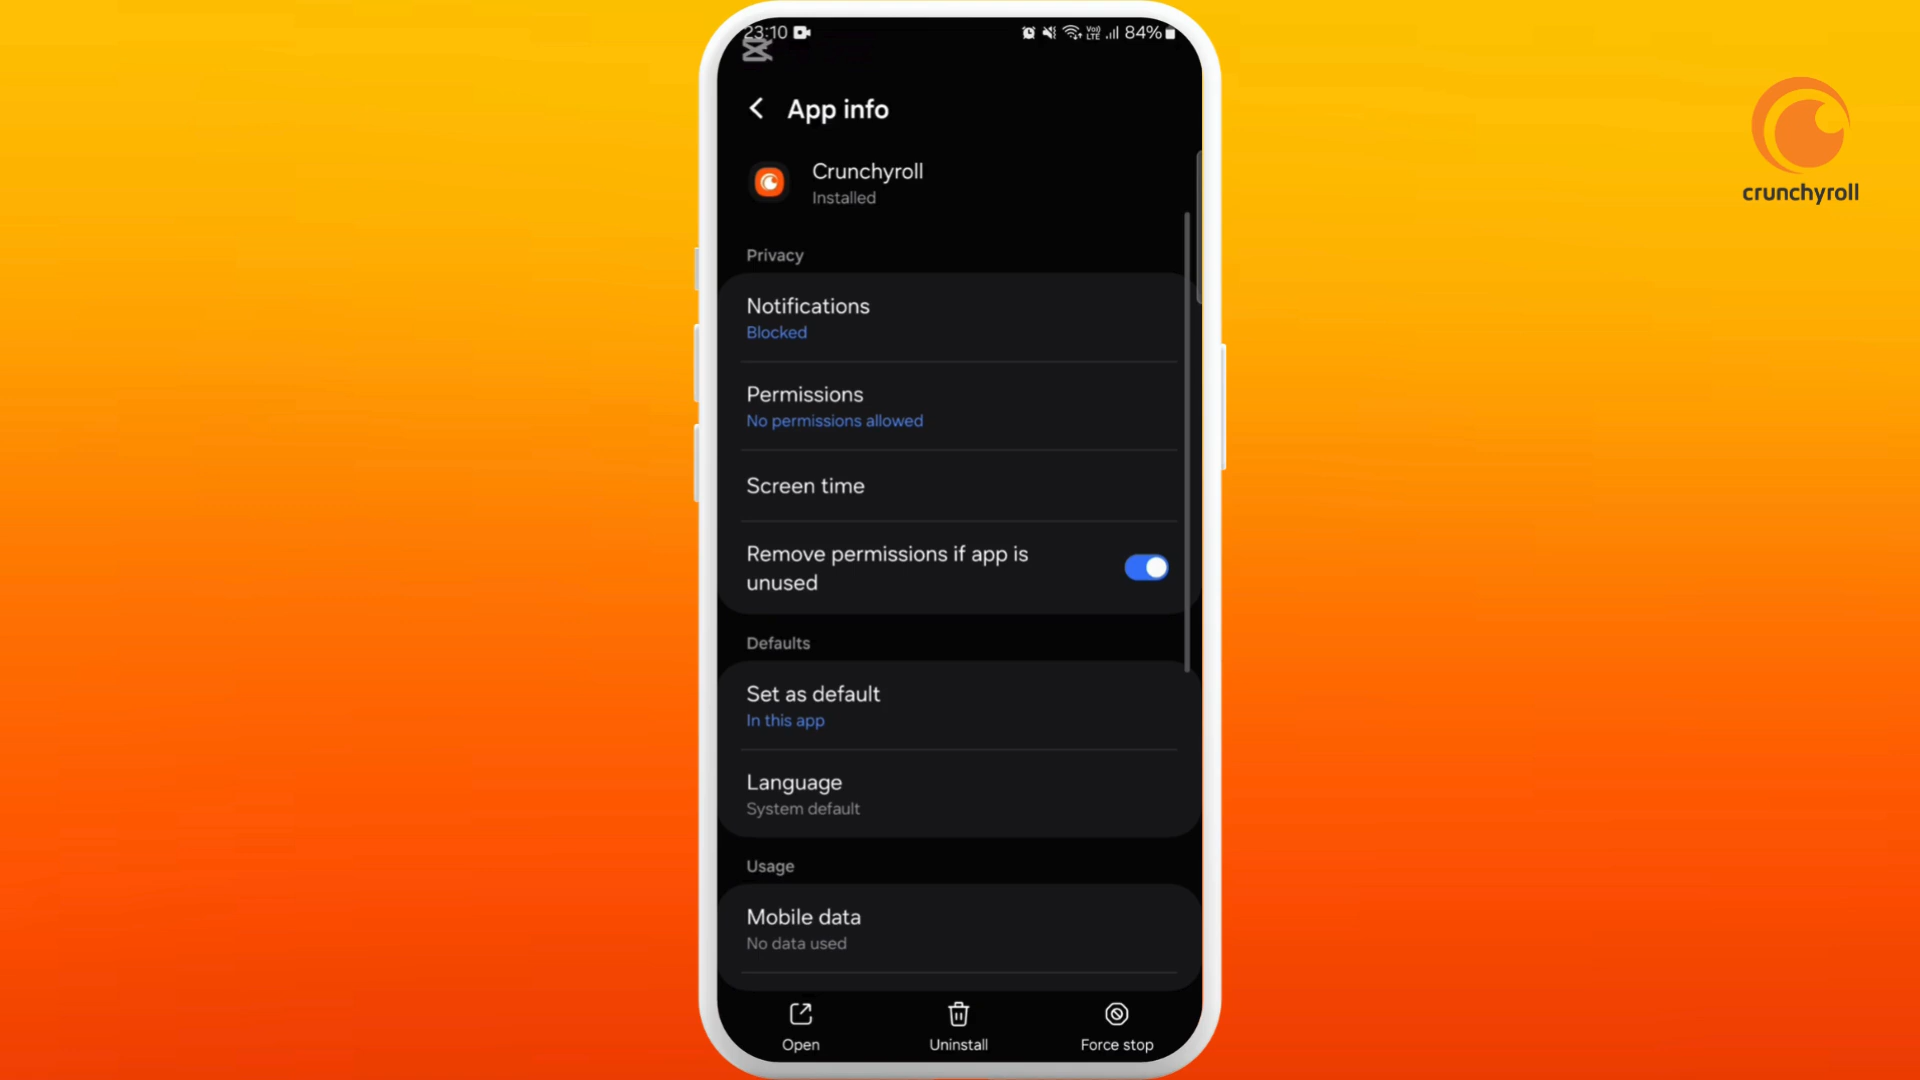 23:10
Vo)
LTE
84%
App info
Crunchyroll
Installed
Privacy
Notifications
Blocked
Permissions
No permissions allowed
Screen time
Remove permissions if app is
unused
Defaults
Set as default
In this app
Language
System default
Usage
Mobile data
No data used
Open
Uninstall
Force stop
crunchyroll